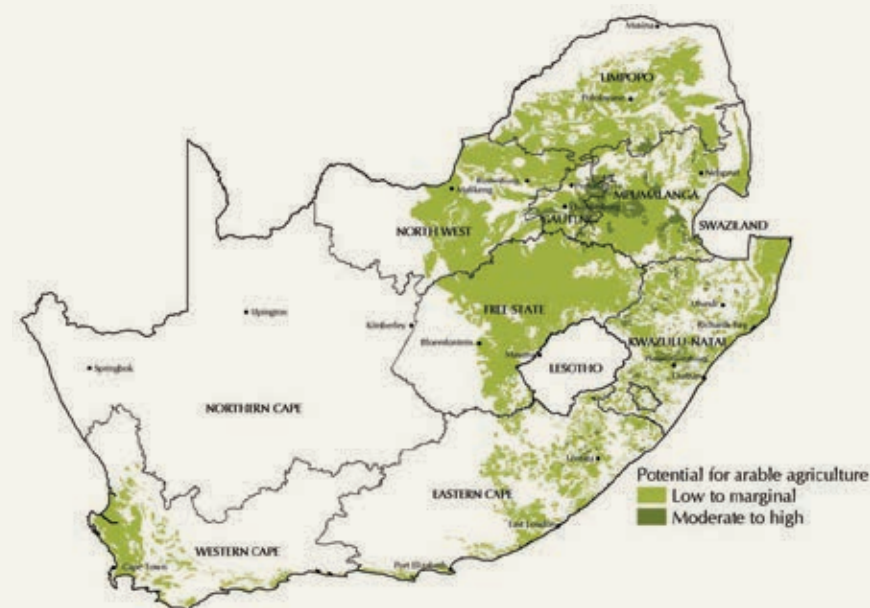 Musina
LIMPOPO
Polokwane
Nelspruit
Mafikeng
MPUMALANGA
GAUTENG
NORTH WEST
SWAZILAND
Upington
Kimberley
FREE STATE
Ulundi
Richards Bay
Bloemfontein
KWAZULU-NATAL
Maseru
LESOTHO
Springbok
Durban
NORTHERN CAPE
Umtata
Potential for arable agriculture
Low to marginal
Moderate to high
EASTERN CAPE
East London
WESTERN CAPE
Cape Town
Port Elizabeth